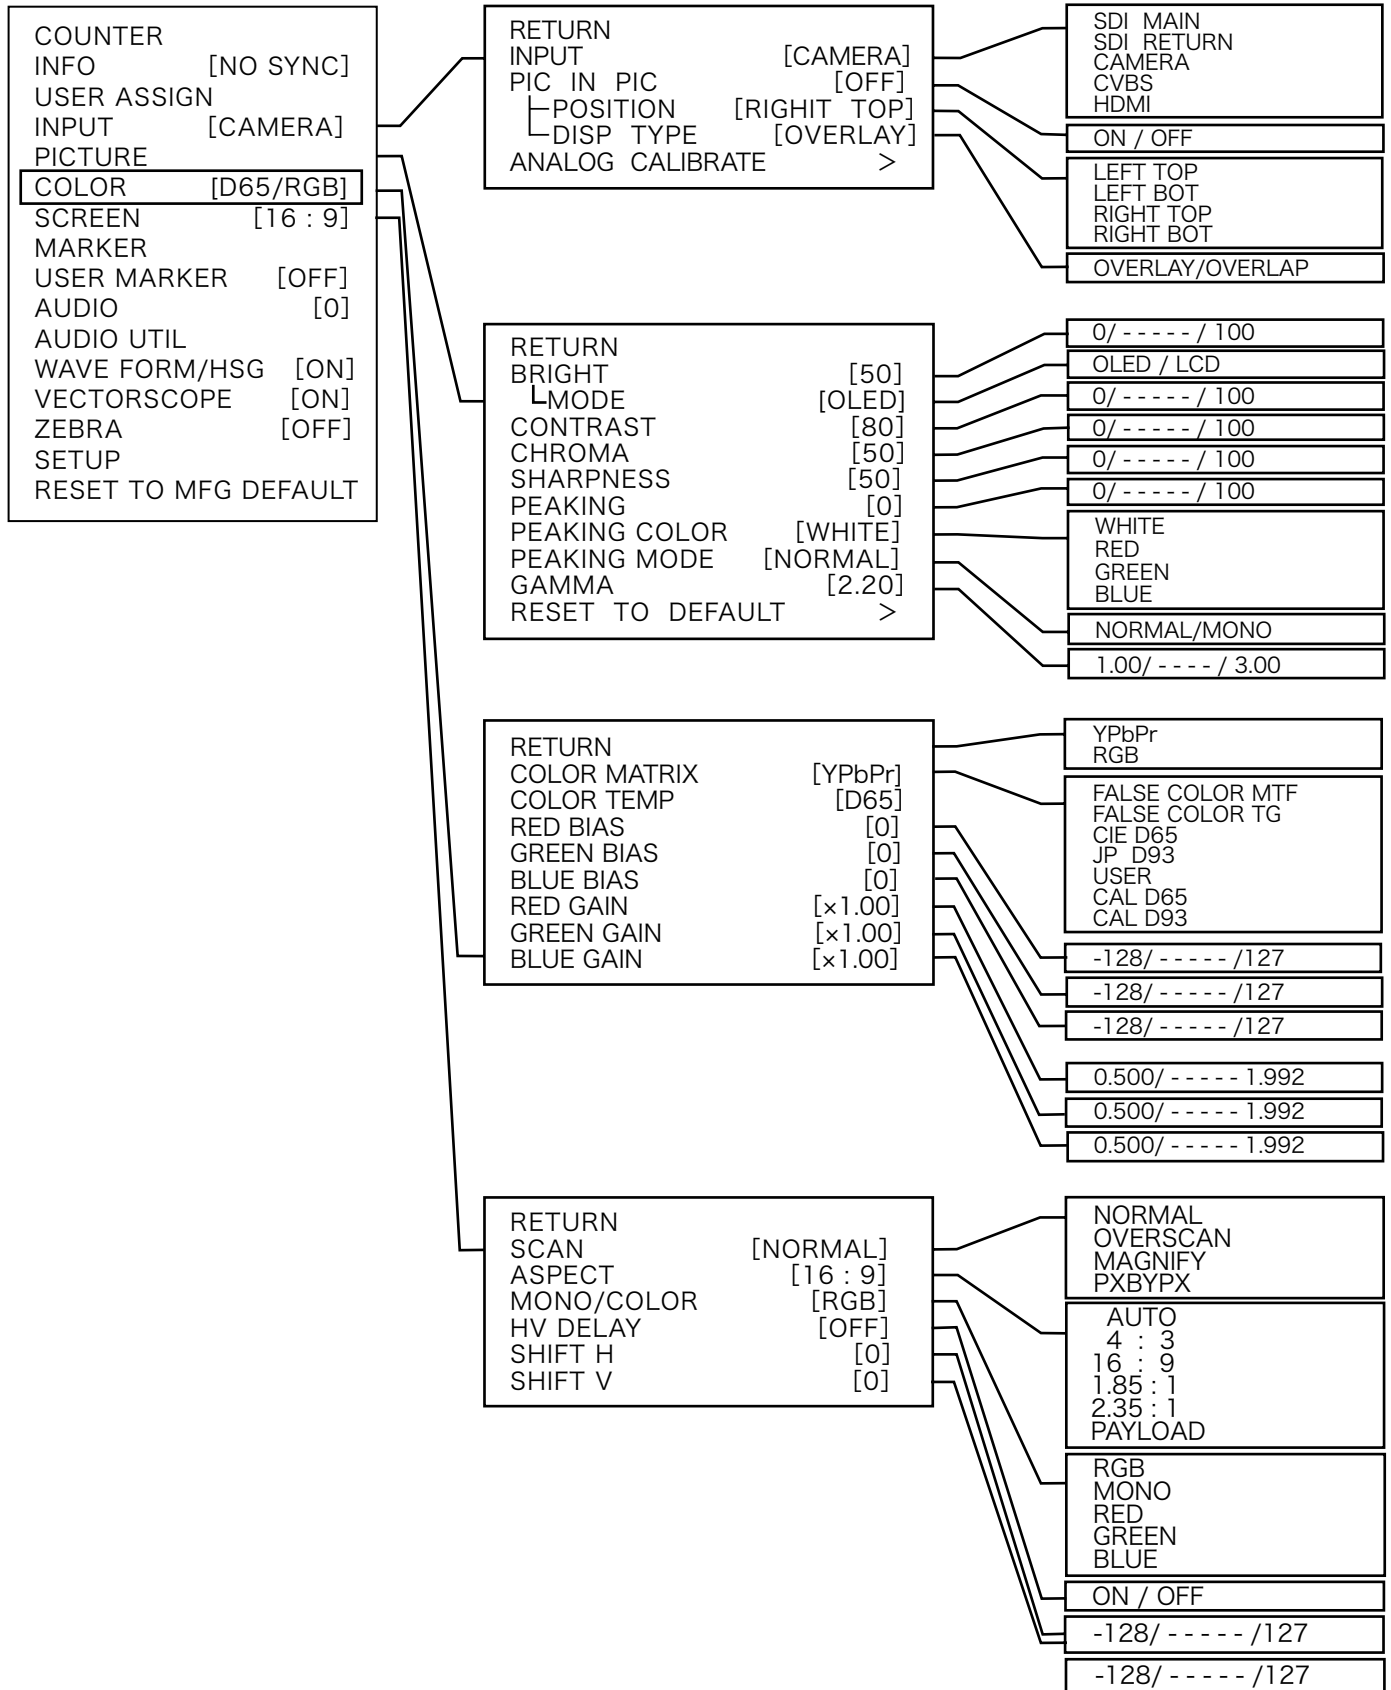 COUNTER
INFO [NO SYNC]
USER ASSIGN
INPUT [CAMERA]
PICTURE
COLOR [D65/RGB]
SCREEN [16 : 9]
MARKER
USER MARKER [OFF]
AUDIO [0]
AUDIO UTIL
WAVE FORM/HSG [ON]
VECTORSCOPE [ON]
ZEBRA [OFF]
SETUP
RESET TO MFG DEFAULT
RETURN
INPUT [CAMERA]
PIC IN PIC [OFF]
POSITION [RIGHIT TOP]
DISP TYPE [OVERLAY]
ANALOG CALIBRATE >
SDI MAIN
SDI RETURN
CAMERA
CVBS
HDMI
ON / OFF
LEFT TOP
LEFT BOT
RIGHT TOP
RIGHT BOT
OVERLAY/OVERLAP
RETURN
BRIGHT [50]
MODE [OLED]
CONTRAST [80]
CHROMA [50]
SHARPNESS [50]
PEAKING [0]
PEAKING COLOR [WHITE]
PEAKING MODE [NORMAL]
GAMMA [2.20]
RESET TO DEFAULT >
0/ - - - - - / 100
OLED / LCD
0/ - - - - - / 100
0/ - - - - - / 100
0/ - - - - - / 100
0/ - - - - - / 100
WHITE
RED
GREEN
BLUE
NORMAL/MONO
1.00/ - - - - / 3.00
RETURN
COLOR MATRIX [YPbPr]
COLOR TEMP [D65]
RED BIAS [0]
GREEN BIAS [0]
BLUE BIAS [0]
RED GAIN [×1.00]
GREEN GAIN [×1.00]
BLUE GAIN [×1.00]
YPbPr
RGB
FALSE COLOR MTF
FALSE COLOR TG
CIE D65
JP D93
USER
CAL D65
CAL D93
-128/ - - - - - /127
-128/ - - - - - /127
-128/ - - - - - /127
0.500/ - - - - - 1.992
0.500/ - - - - - 1.992
0.500/ - - - - - 1.992
RETURN
SCAN [NORMAL]
ASPECT [16 : 9]
MONO/COLOR [RGB]
HV DELAY [OFF]
SHIFT H [0]
SHIFT V [0]
NORMAL
OVERSCAN
MAGNIFY
PXBYPX
AUTO
4 : 3
16 : 9
1.85 : 1
2.35 : 1
PAYLOAD
RGB
MONO
RED
GREEN
BLUE
ON / OFF
-128/ - - - - - /127
-128/ - - - - - /127